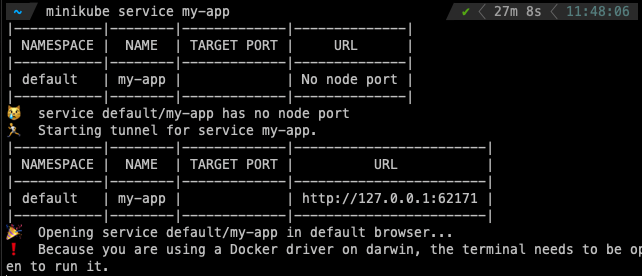 ~ minikube service my-app ✔ 27m 8s 11:48:06
|-----------|--------|-------------|--------------|
| NAMESPACE | NAME | TARGET PORT | URL |
|-----------|--------|-------------|--------------|
| default | my-app | | No node port |
|-----------|--------|-------------|--------------|
😿 service default/my-app has no node port
🏃 Starting tunnel for service my-app.
|-----------|--------|-------------|------------------------|
| NAMESPACE | NAME | TARGET PORT | URL |
|-----------|--------|-------------|------------------------|
| default | my-app | | http://127.0.0.1:62171 |
|-----------|--------|-------------|------------------------|
🎉 Opening service default/my-app in default browser...
❗ Because you are using a Docker driver on darwin, the terminal needs to be op
en to run it.